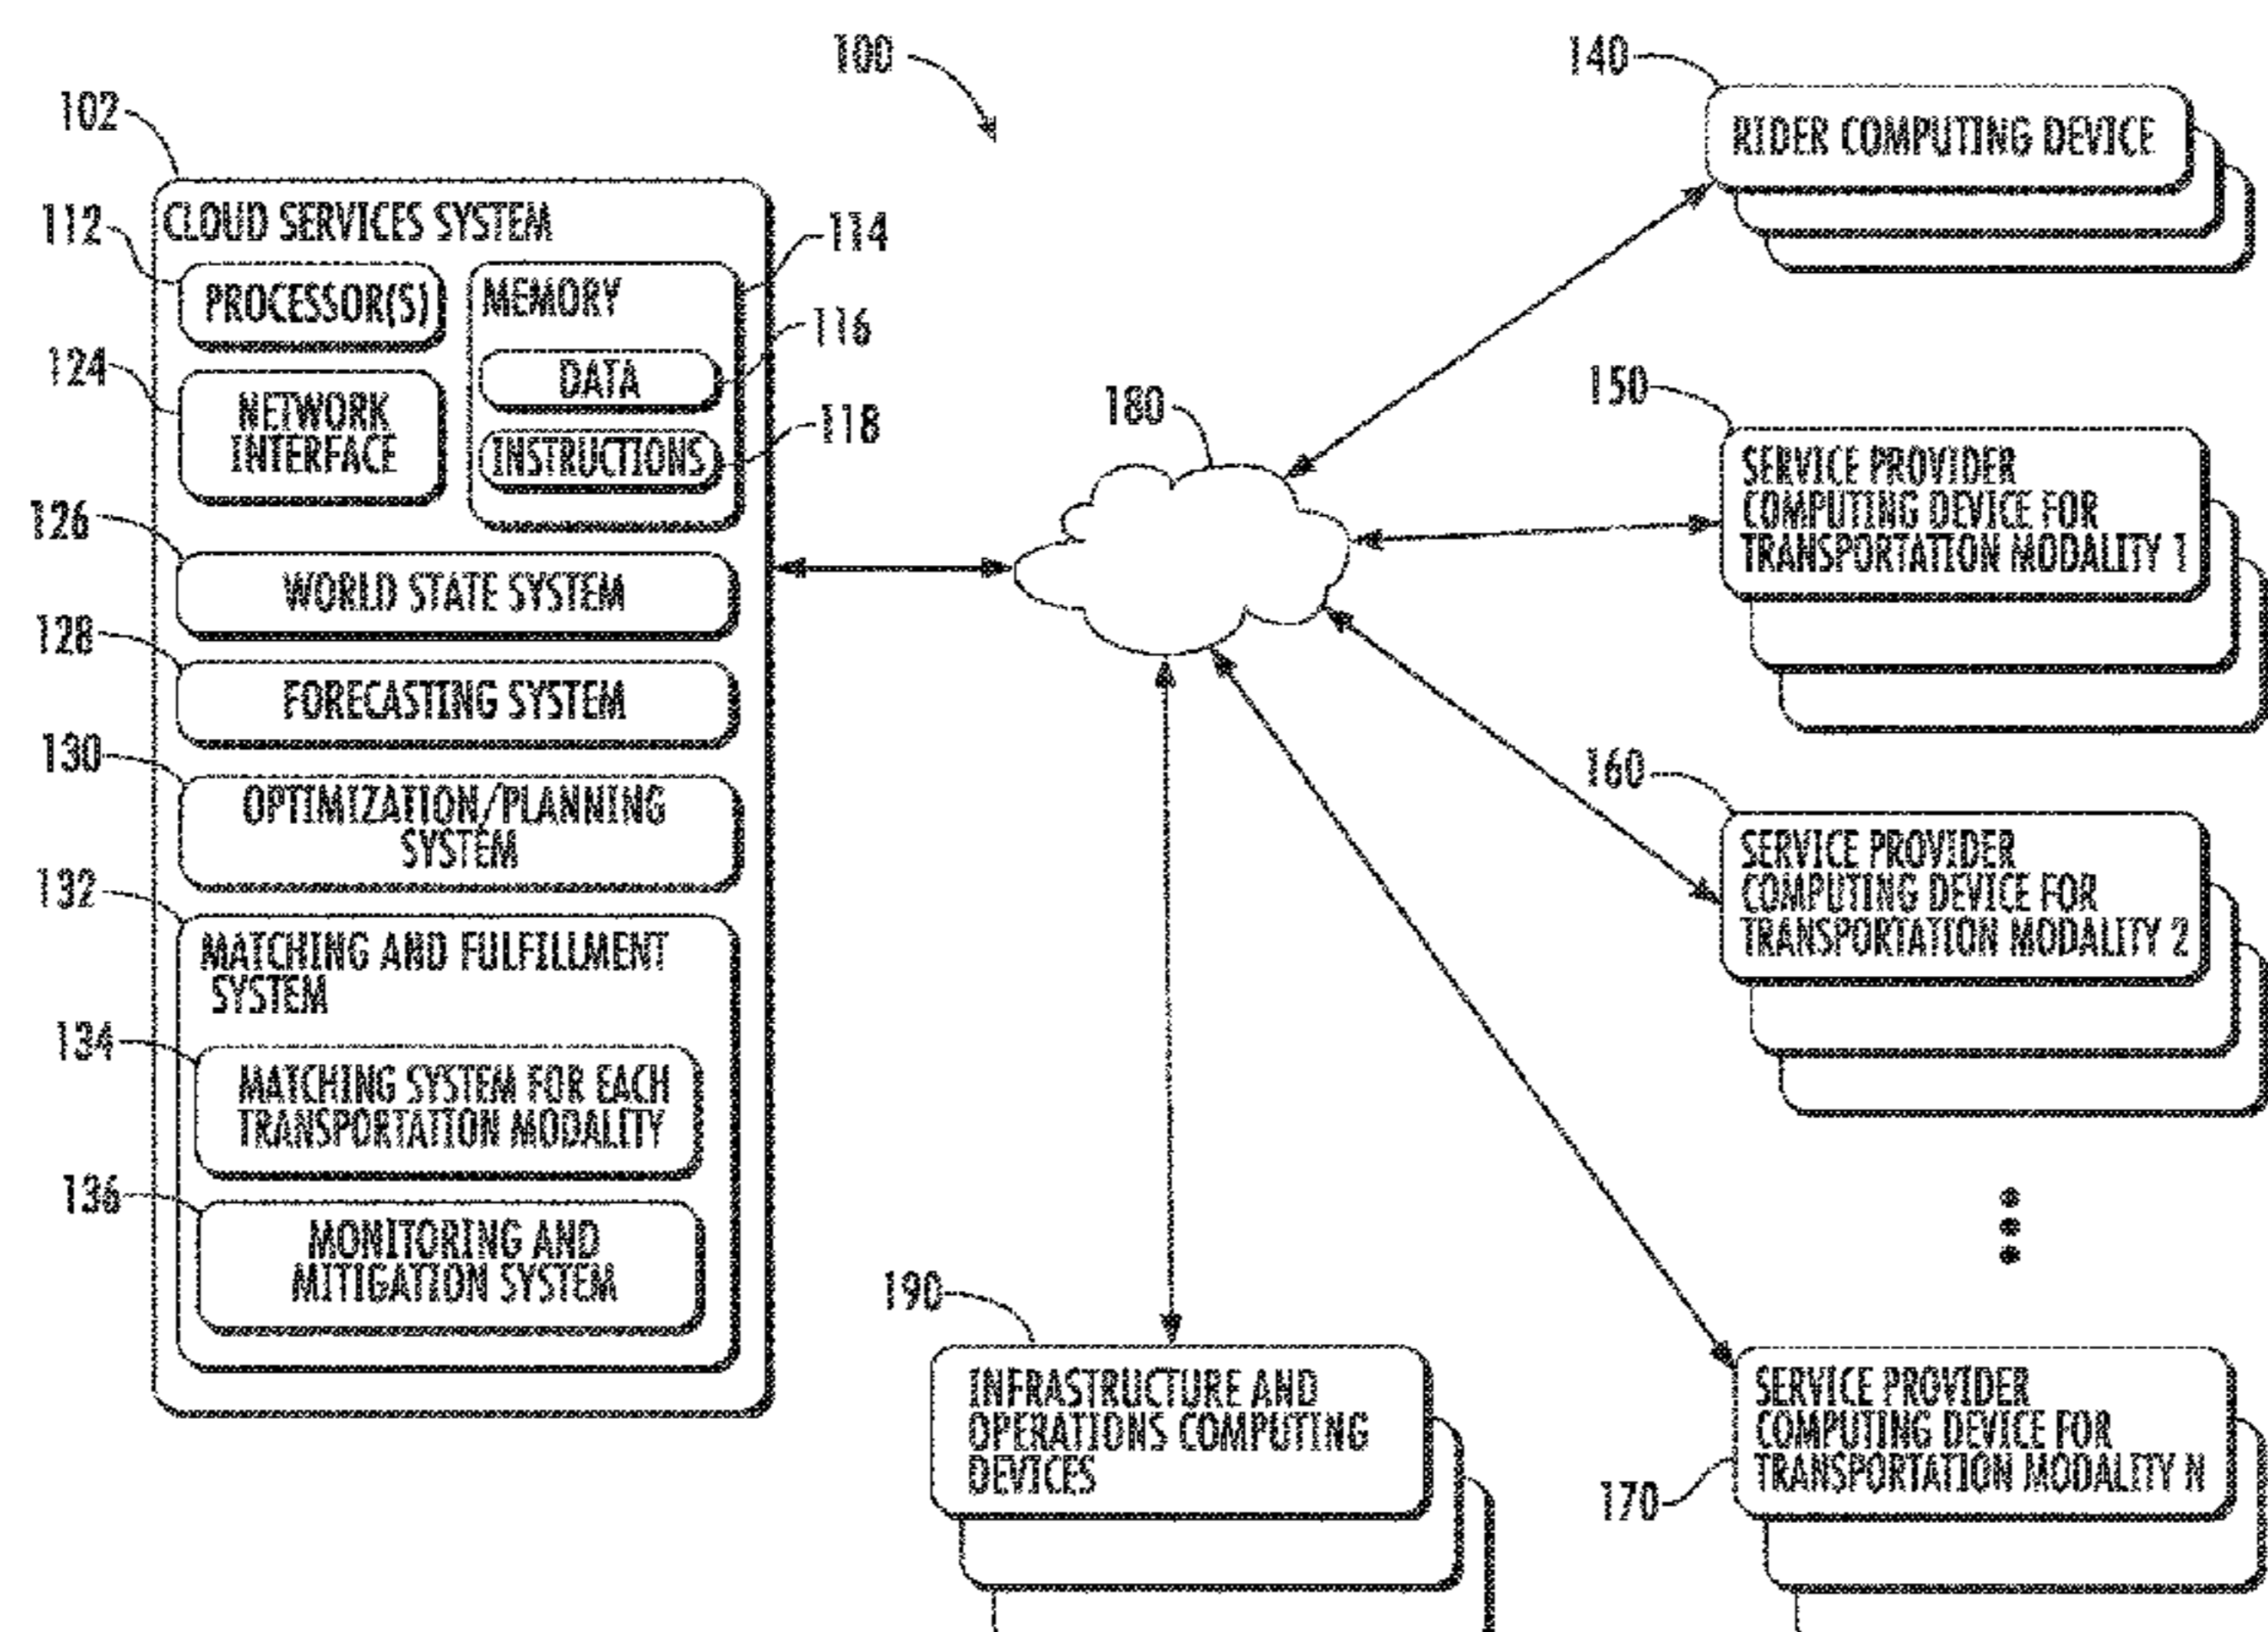 100
102
CLOUD SERVICES SYSTEM
112
PROCESSOR(S)
114
MEMORY
116
DATA
118
INSTRUCTIONS
124
NETWORK
INTERFACE
126
WORLD STATE SYSTEM
128
FORECASTING SYSTEM
130
OPTIMIZATION/PLANNING
SYSTEM
132
MATCHING AND FULFILLMENT
SYSTEM
134
MATCHING SYSTEM FOR EACH
TRANSPORTATION MODALITY
136
MONITORING AND
MITIGATION SYSTEM
180
140
RIDER COMPUTING DEVICE
150
SERVICE PROVIDER
COMPUTING DEVICE FOR
TRANSPORTATION MODALITY 1
160
SERVICE PROVIDER
COMPUTING DEVICE FOR
TRANSPORTATION MODALITY 2
190
INFRASTRUCTURE AND
OPERATIONS COMPUTING
DEVICES
170
SERVICE PROVIDER
COMPUTING DEVICE FOR
TRANSPORTATION MODALITY N